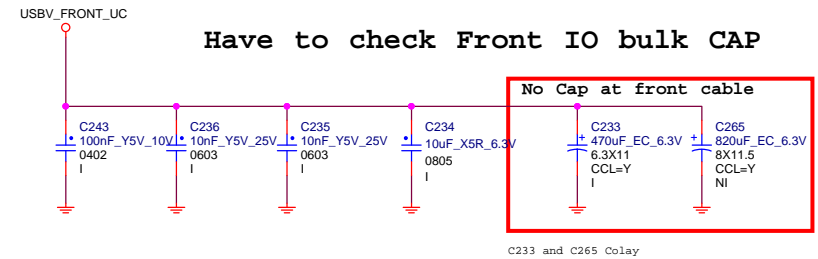 USBV_FRONT_UC
Have to check Front IO bulk CAP
No Cap at front cable
C243
100nF_Y5V_10V
0402
I
C236
10nF_Y5V_25V
0603
I
C235
10nF_Y5V_25V
0603
I
C234
10uF_X5R_6.3V
0805
I
C233
+
470uF_EC_6.3V
6.3X11
CCL=Y
I
C265
+
820uF_EC_6.3V
8X11.5
CCL=Y
NI
C233 and C265 Colay